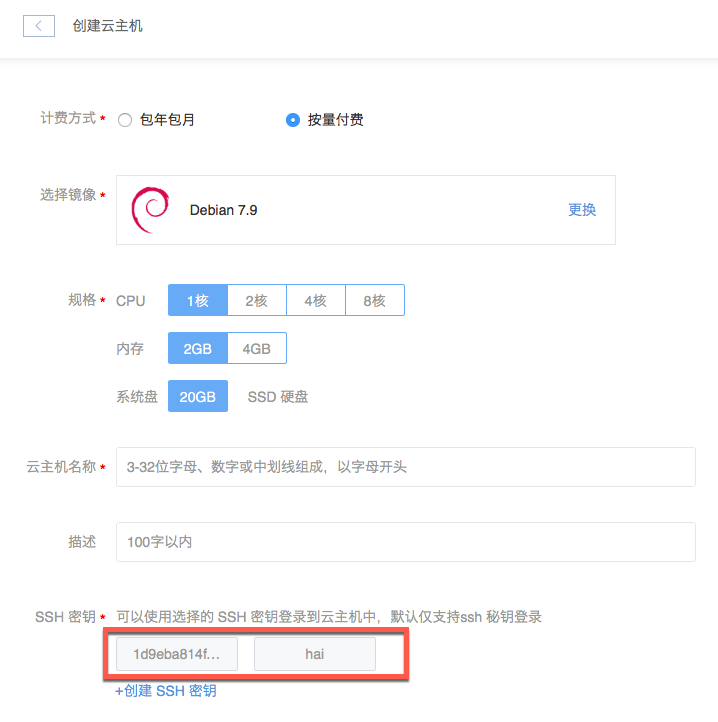 创建云主机
计费方式 * 包年包月 按量付费
选择镜像 * Debian 7.9 更换
规格 * CPU 1核 2核 4核 8核
内存 2GB 4GB
系统盘 20GB SSD 硬盘
云主机名称 * 3-32位字母、数字或中划线组成，以字母开头
描述 100字以内
SSH 密钥 * 可以使用选择的 SSH 密钥登录到云主机中，默认仅支持ssh 秘钥登录
1d9eba814f... hai
+创建 SSH 密钥